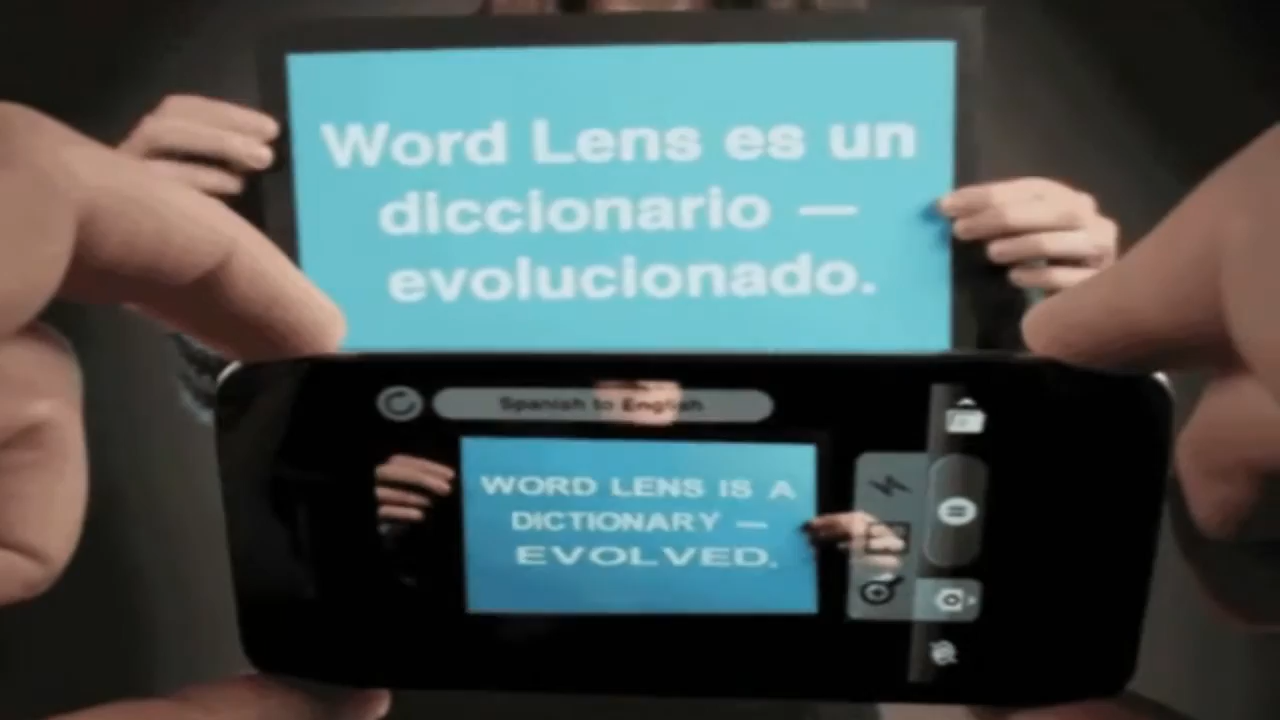 Word Lens es un
diccionario —
evolucionado.
Spanish to English
WORD LENS IS A
DICTIONARY —
EVOLVED.